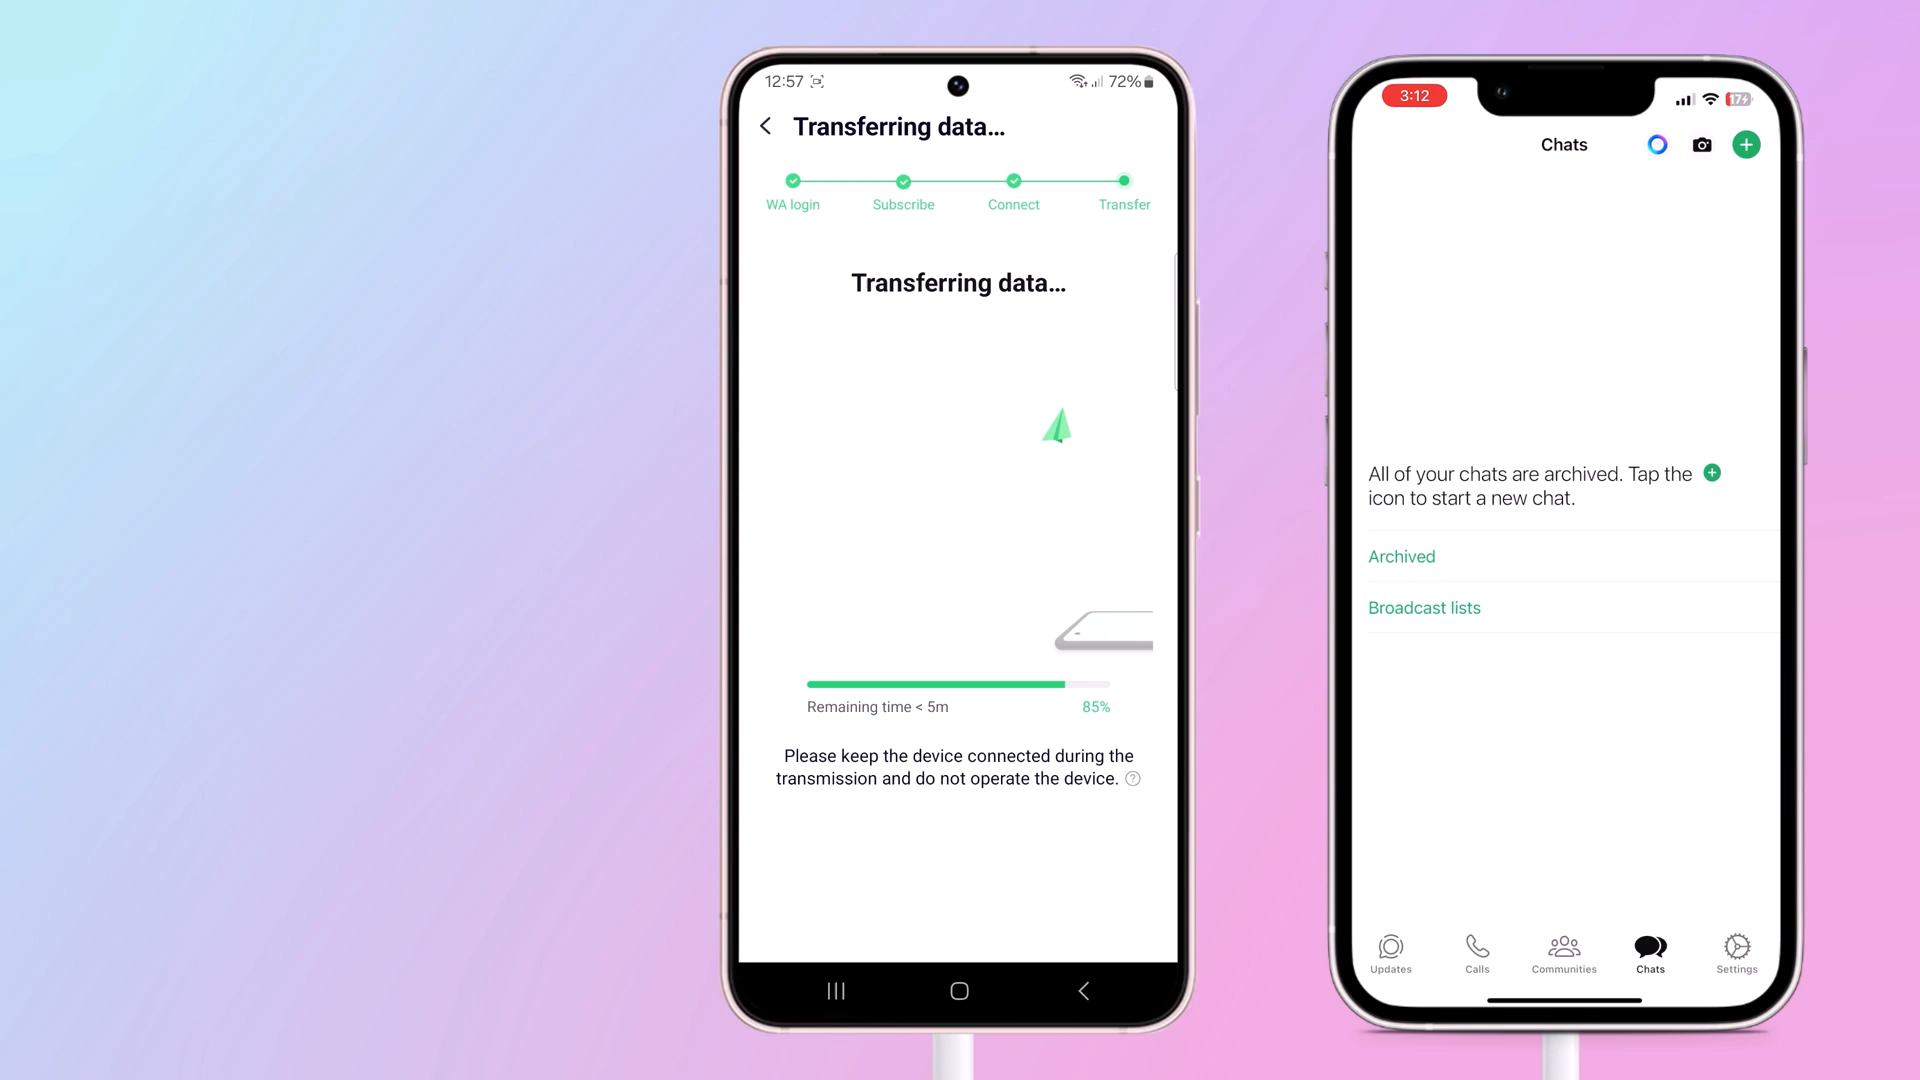 12:57
72%
Transferring data...
WA login
Subscribe
Connect
Transfer
Transferring data...
Remaining time < 5m
85%
Please keep the device connected during the
transmission and do not operate the device. ?
3:12
17
Chats
All of your chats are archived. Tap the
icon to start a new chat.
Archived
Broadcast lists
Updates
Calls
Communities
Chats
Settings